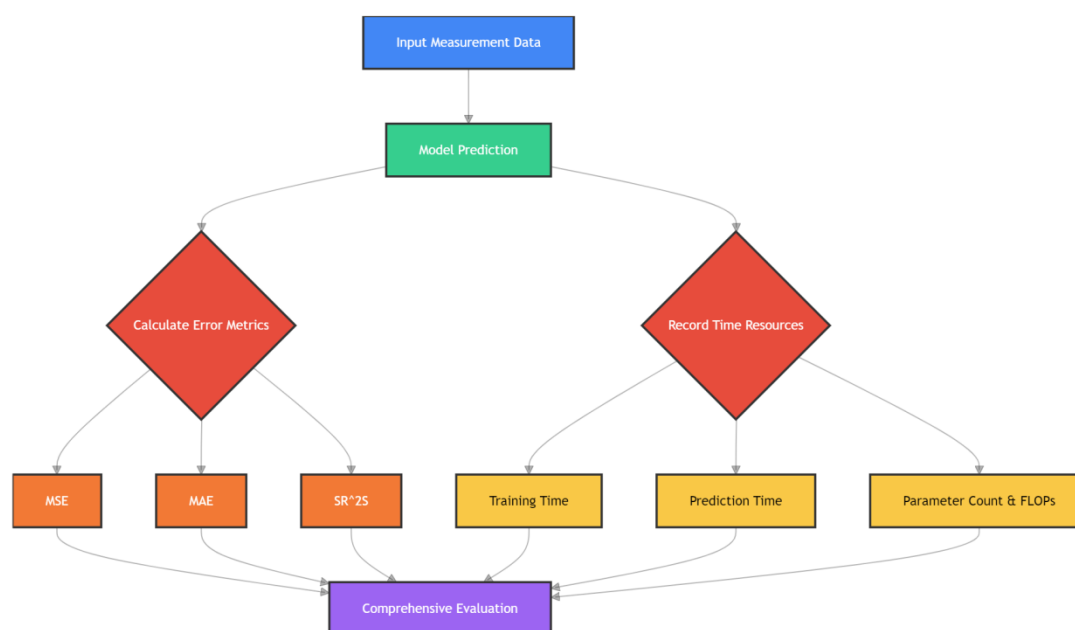 Input Measurement Data
Model Prediction
Calculate Error Metrics
Record Time Resources
MSE
MAE
SR^2S
Training Time
Prediction Time
Parameter Count & FLOPs
Comprehensive Evaluation